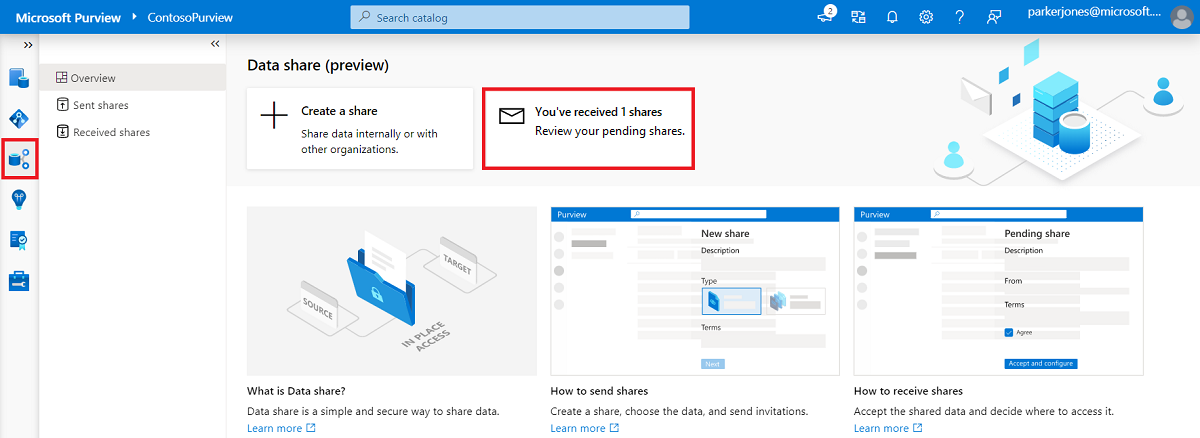 Microsoft Purview > ContosoPurview
Search catalog
2
parkerjones@microsoft....
Overview
Sent shares
Received shares
Data share (preview)
Create a share
Share data internally or with
other organizations.
You've received 1 shares
Review your pending shares.
SOURCE
TARGET
IN PLACE
ACCESS
Purview
New share
Description
Type
Terms
Next
Purview
Pending share
Description
From
Terms
Agree
Accept and configure
What is Data share?
Data share is a simple and secure way to share data.
Learn more
How to send shares
Create a share, choose the data, and send invitations.
Learn more
How to receive shares
Accept the shared data and decide where to access it.
Learn more